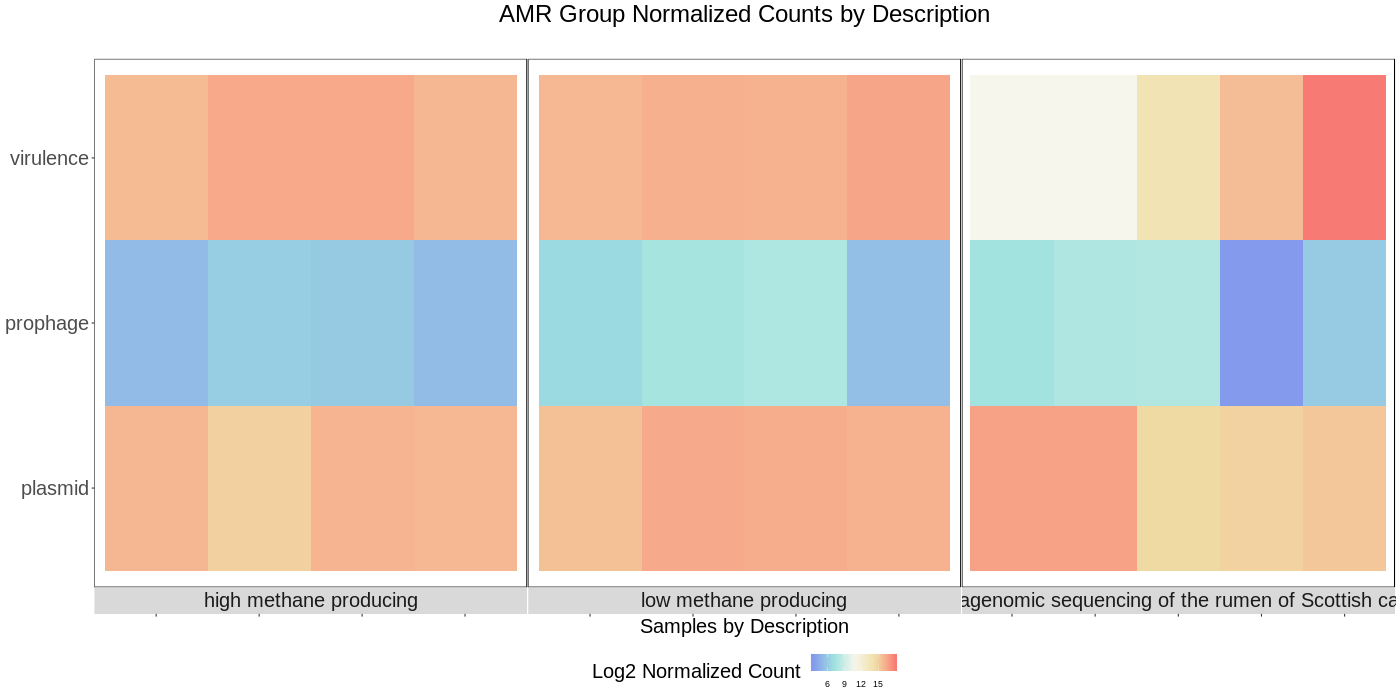 AMR Group Normalized Counts by Description
virulence
prophage
plasmid
high methane producing
low methane producing
agenomic sequencing of the rumen of Scottish ca
Samples by Description
Log2 Normalized Count
6 9 12 15